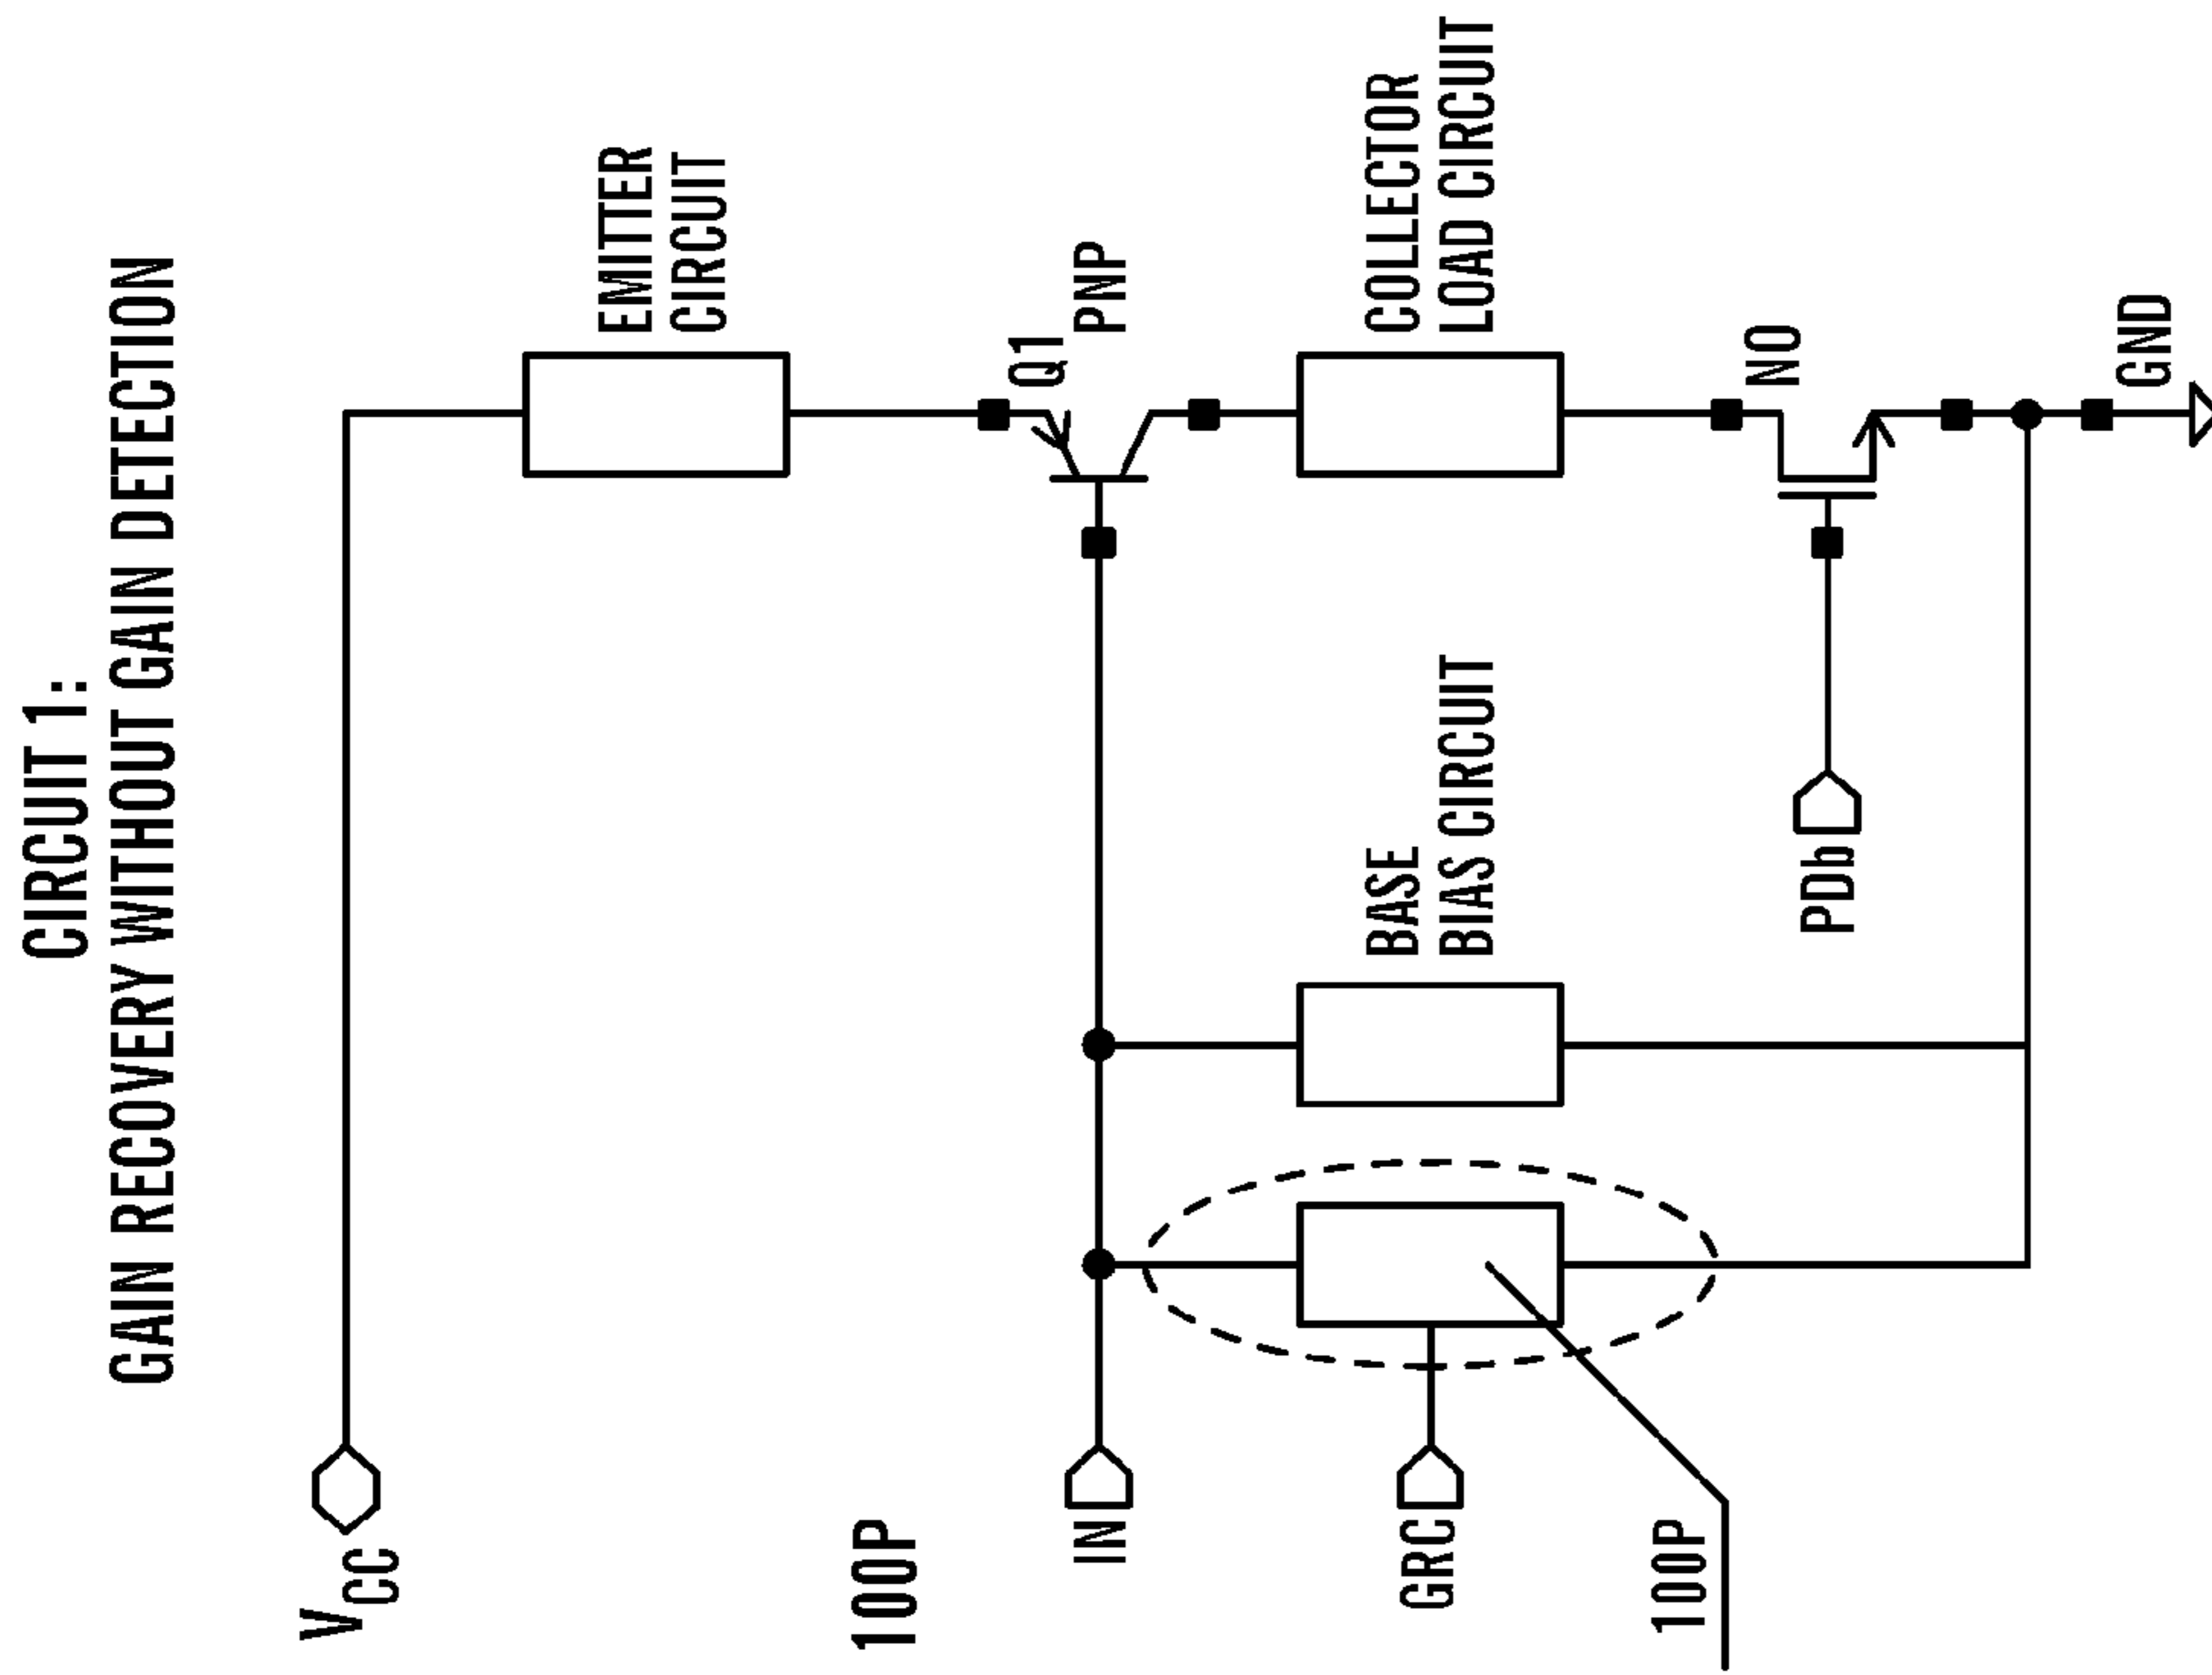 CIRCUIT 1:
GAIN RECOVERY WITHOUT GAIN DETECTION
VCC
EMITTER
CIRCUIT
100P
Q1
PNP
IN
COLLECTOR
LOAD CIRCUIT
BASE
BIAS CIRCUIT
GRC
100P
NO
PDb
GND